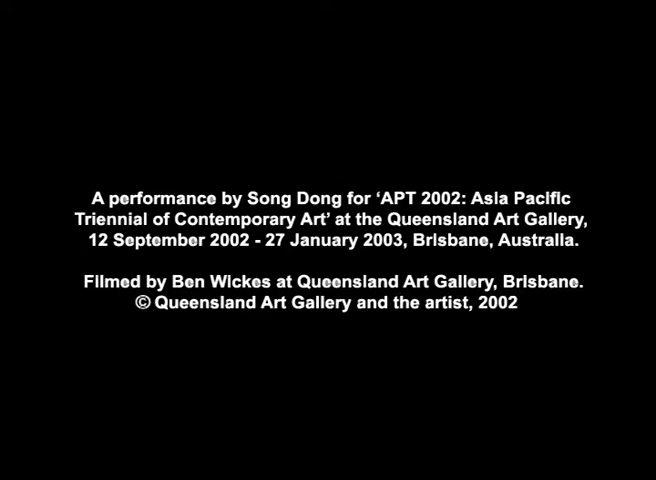 A performance by Song Dong for ‘APT 2002: Asia Pacific
Triennial of Contemporary Art’ at the Queensland Art Gallery,
12 September 2002 - 27 January 2003, Brisbane, Australia.
Filmed by Ben Wickes at Queensland Art Gallery, Brisbane.
© Queensland Art Gallery and the artist, 2002